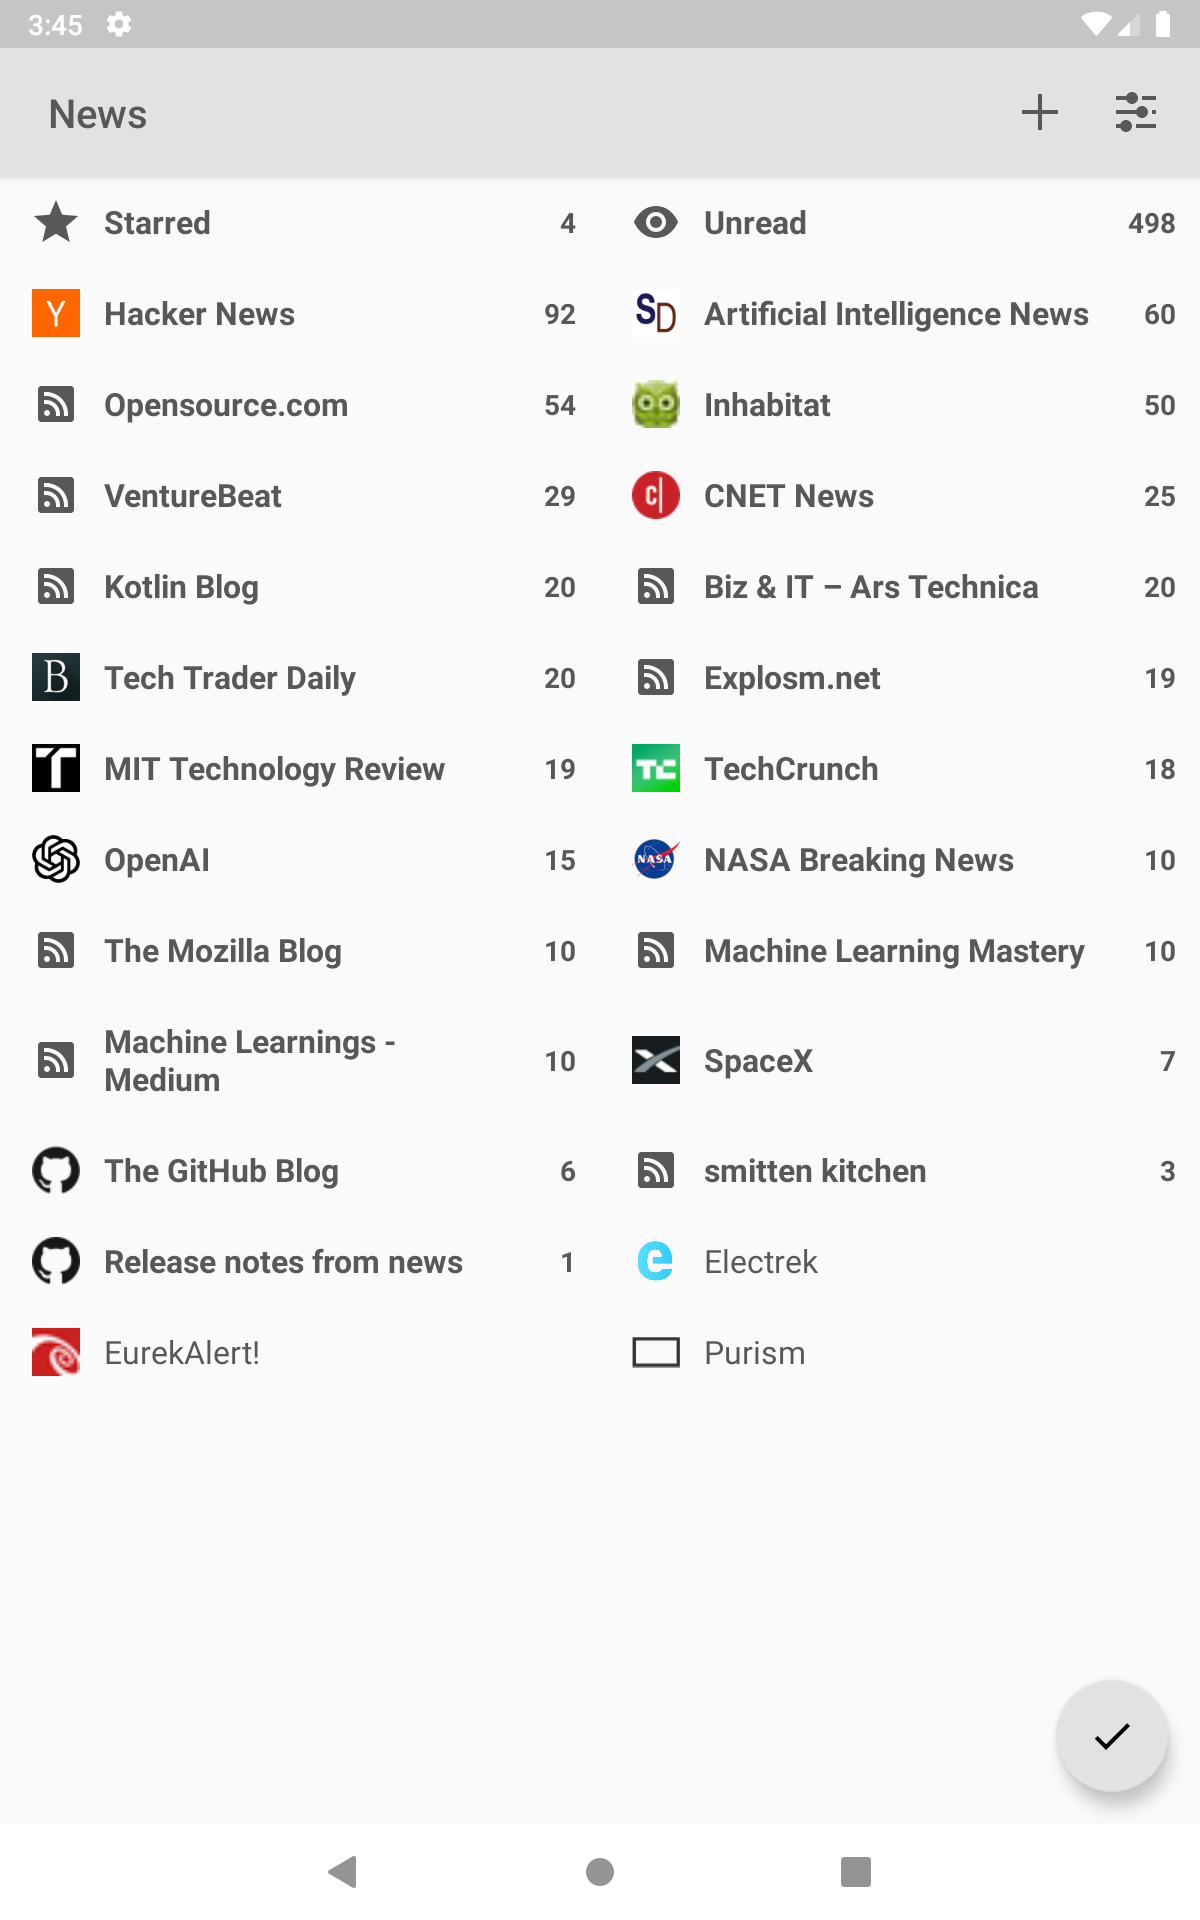 3:45
News
Starred 4
Unread 498
Y Hacker News 92
SD Artificial Intelligence News 60
Opensource.com 54
Inhabitat 50
VentureBeat 29
c| CNET News 25
Kotlin Blog 20
Biz & IT – Ars Technica 20
B Tech Trader Daily 20
Explosm.net 19
T MIT Technology Review 19
TC TechCrunch 18
OpenAI 15
NASA NASA Breaking News 10
The Mozilla Blog 10
Machine Learning Mastery 10
Machine Learnings -
Medium 10
SpaceX 7
The GitHub Blog 6
smitten kitchen 3
Release notes from news 1
e Electrek
EurekAlert!
Purism